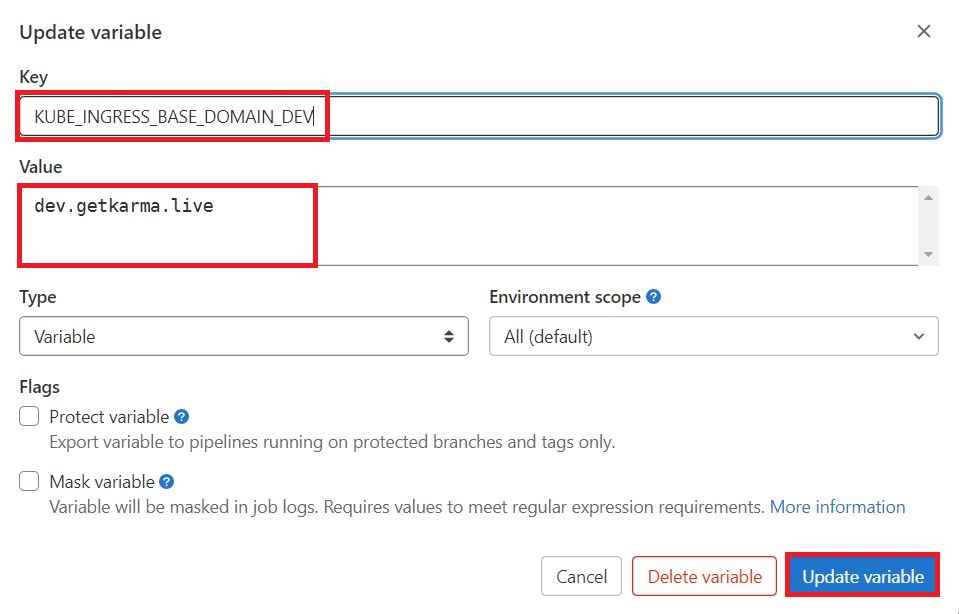 Update variable
Key
KUBE_INGRESS_BASE_DOMAIN_DEV
Value
dev.getkarma.live
Type
Environment scope
Variable
All (default)
Flags
Protect variable
Export variable to pipelines running on protected branches and tags only.
Mask variable
Variable will be masked in job logs. Requires values to meet regular expression requirements. More information
Cancel
Delete variable
Update variable